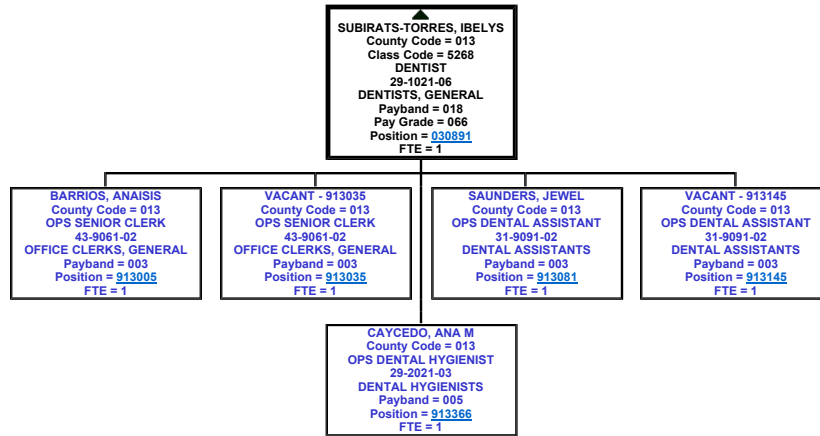 SUBIRATS-TORRES, IBELYS
County Code = 013
Class Code = 5268
DENTIST
29-1021-06
DENTISTS, GENERAL
Payband = 018
Pay Grade = 066
Position = 030891
FTE = 1
BARRIOS, ANAISIS
County Code = 013
OPS SENIOR CLERK
43-9061-02
OFFICE CLERKS, GENERAL
Payband = 003
Position = 913005
FTE = 1
VACANT - 913035
County Code = 013
OPS SENIOR CLERK
43-9061-02
OFFICE CLERKS, GENERAL
Payband = 003
Position = 913035
FTE = 1
SAUNDERS, JEWEL
County Code = 013
OPS DENTAL ASSISTANT
31-9091-02
DENTAL ASSISTANTS
Payband = 003
Position = 913081
FTE = 1
VACANT - 913145
County Code = 013
OPS DENTAL ASSISTANT
31-9091-02
DENTAL ASSISTANTS
Payband = 003
Position = 913145
FTE = 1
CAYCEDO, ANA M
County Code = 013
OPS DENTAL HYGIENIST
29-2021-03
DENTAL HYGIENISTS
Payband = 005
Position = 913366
FTE = 1